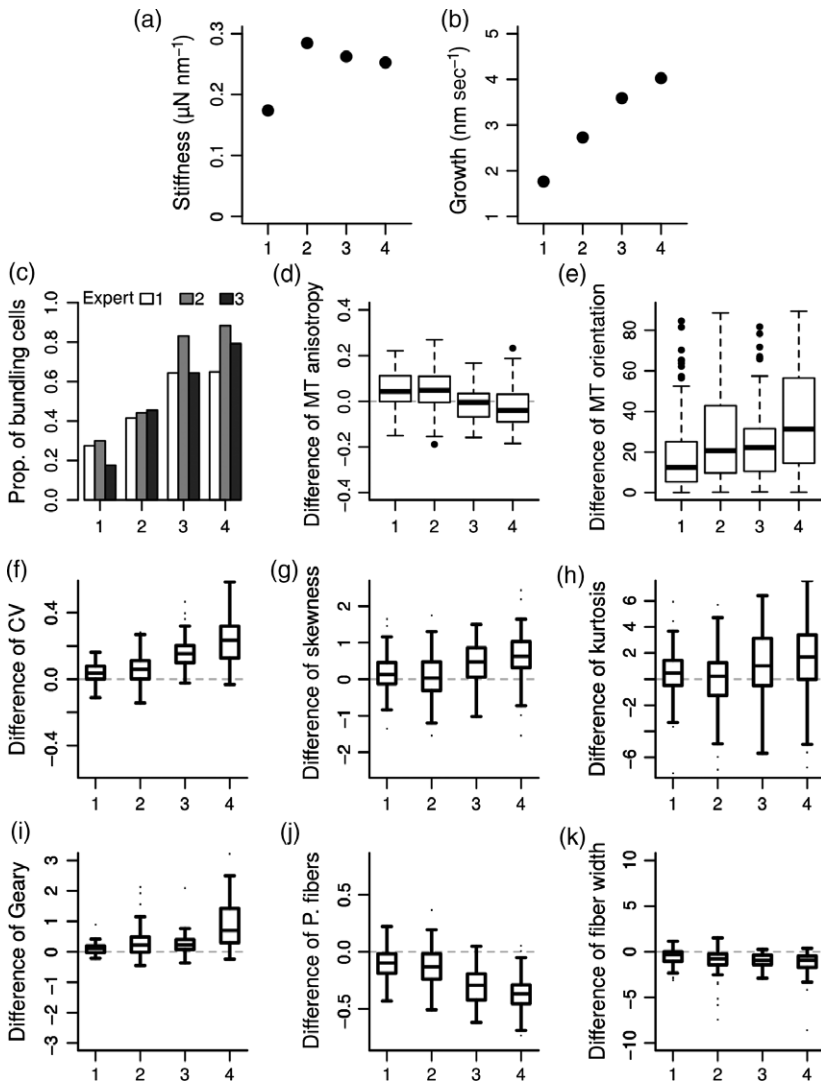 (a)
Stiffness (µN nm⁻¹)
0.3
0.2
0.1
0
1 2 3 4
(b)
Growth (nm sec⁻¹)
5
4
3
2
1
1 2 3 4
(c)
Prop. of bundling cells
Expert 1 2 3
1.0
0.8
0.6
0.4
0.2
0.0
1 2 3 4
(d)
Difference of MT anisotropy
0.4
0.2
0.0
−0.2
−0.4
1 2 3 4
(e)
Difference of MT orientation
80
60
40
20
0
1 2 3 4
(f)
Difference of CV
0.4
0.0
−0.4
1 2 3 4
(g)
Difference of skewness
2
1
0
−1
−2
1 2 3 4
(h)
Difference of kurtosis
6
2
−2
−6
1 2 3 4
(i)
Difference of Geary
3
2
1
0
−1
−2
−3
1 2 3 4
(j)
Difference of P. fibers
0.5
0.0
−0.5
1 2 3 4
(k)
Difference of fiber width
10
5
0
−5
−10
1 2 3 4